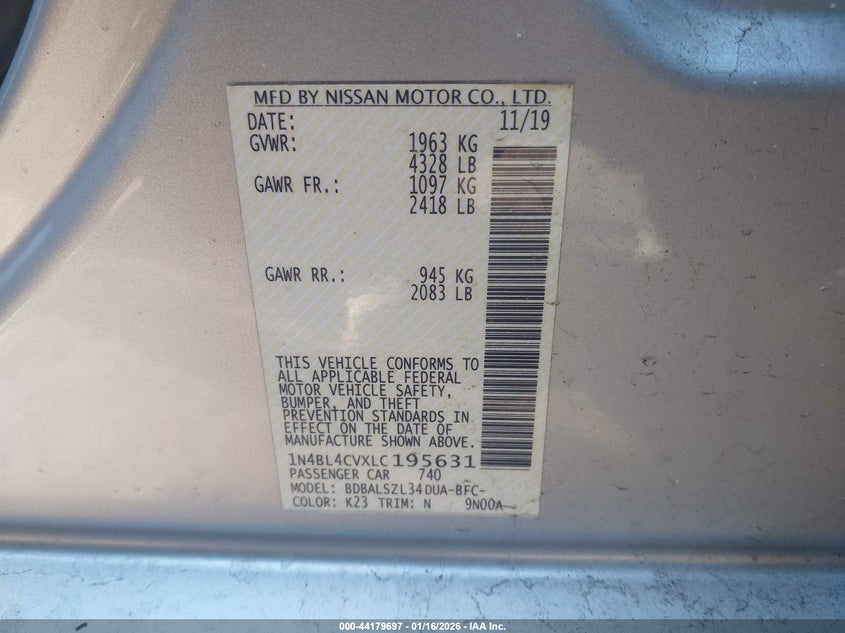 MFD BY NISSAN MOTOR CO., LTD.
DATE: 11/19
GVWR: 1963 KG
4328 LB
GAWR FR.: 1097 KG
2418 LB
GAWR RR.: 945 KG
2083 LB
THIS VEHICLE CONFORMS TO
ALL APPLICABLE FEDERAL
MOTOR VEHICLE SAFETY,
BUMPER, AND THEFT
PREVENTION STANDARDS IN
EFFECT ON THE DATE OF
MANUFACTURE SHOWN ABOVE.
1N4BL4CVXLC195631
PASSENGER CAR 740
MODEL: BDBALSZL34DUA-BFC-
COLOR: K23 TRIM: N 9N00A
000-44179697 - 01/16/2026 - IAA Inc.